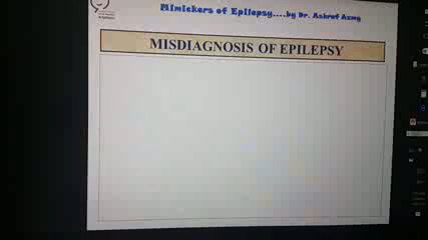 Mimickers of Epilepsy....by Dr. Ashraf Azmy
MISDIAGNOSIS OF EPILEPSY